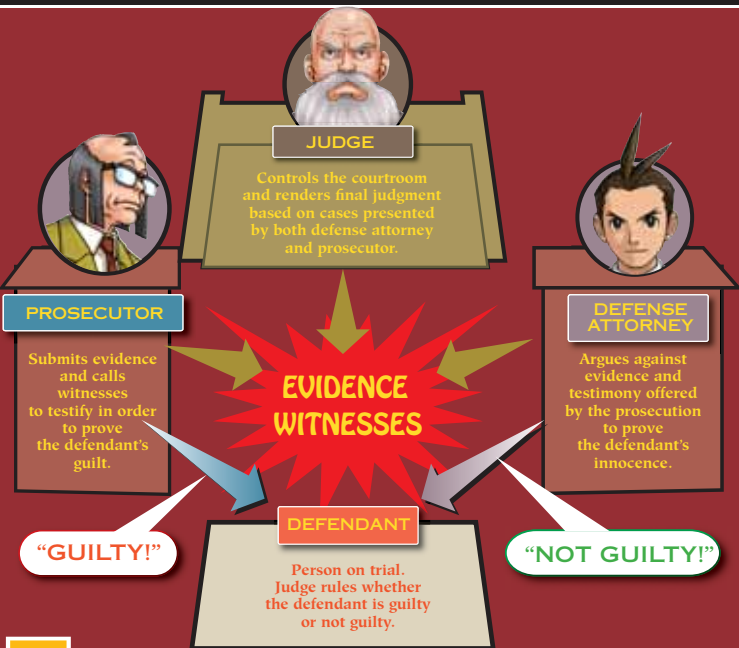 JUDGE
Controls the courtroom
and renders final judgment
based on cases presented
by both defense attorney
and prosecutor.
PROSECUTOR
Submits evidence
and calls
witnesses
to testify in order
to prove
the defendant's
guilt.
DEFENSE
ATTORNEY
Argues against
evidence and
testimony offered
by the prosecution
to prove
the defendant's
innocence.
EVIDENCE
WITNESSES
“GUILTY!”
“NOT GUILTY!”
DEFENDANT
Person on trial.
Judge rules whether
the defendant is guilty
or not guilty.